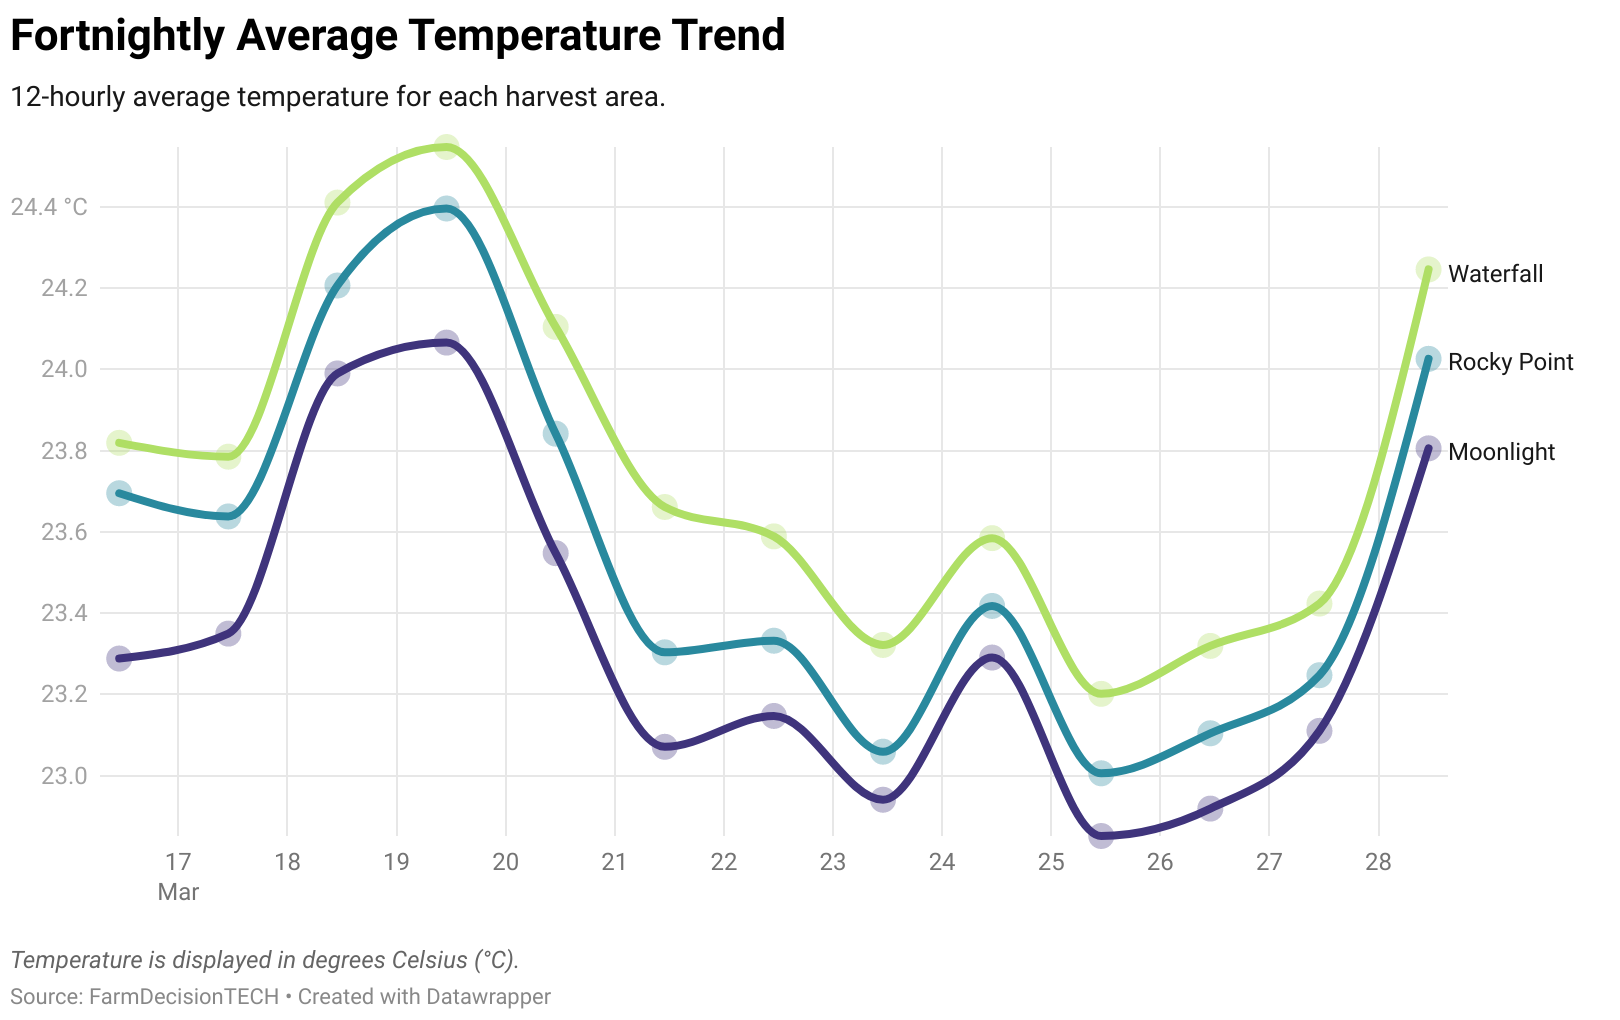 Fortnightly Average Temperature Trend
12-hourly average temperature for each harvest area.
24.4 °C
24.2
24.0
23.8
23.6
23.4
23.2
23.0
Waterfall
Rocky Point
Moonlight
17 18 19 20 21 22 23 24 25 26 27 28
Mar
Temperature is displayed in degrees Celsius (°C).
Source: FarmDecisionTECH • Created with Datawrapper